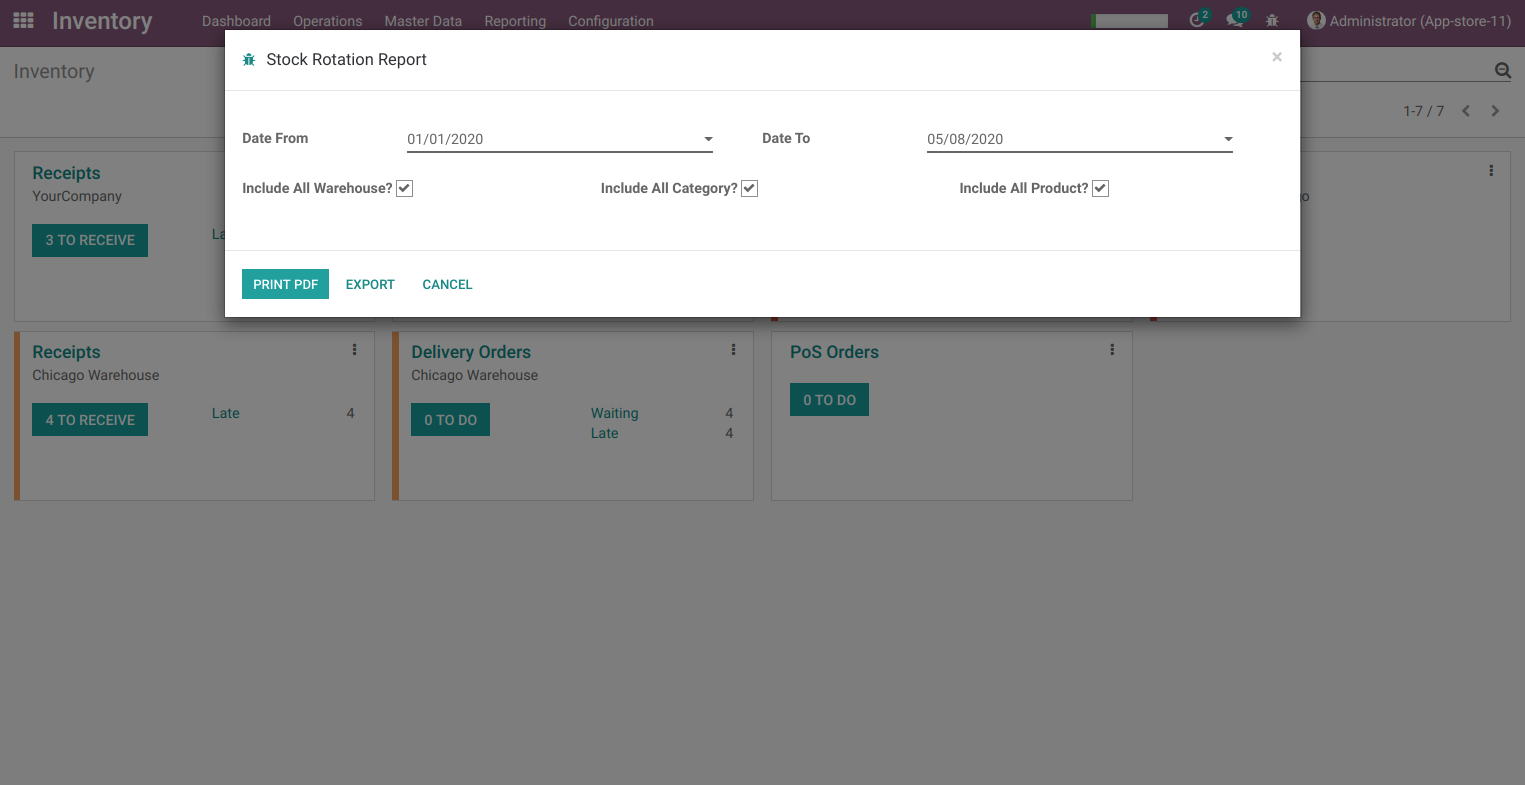 Inventory
Dashboard Operations Master Data Reporting Configuration
2 10 Administrator (App-store-11)
Inventory
Stock Rotation Report
×
1-7 / 7
Date From 01/01/2020 Date To 05/08/2020
Include All Warehouse? Include All Category? Include All Product?
PRINT PDF EXPORT CANCEL
Receipts
YourCompany
3 TO RECEIVE
Receipts
Chicago Warehouse
4 TO RECEIVE
Late 4
Delivery Orders
Chicago Warehouse
0 TO DO
Waiting 4
Late 4
PoS Orders
0 TO DO